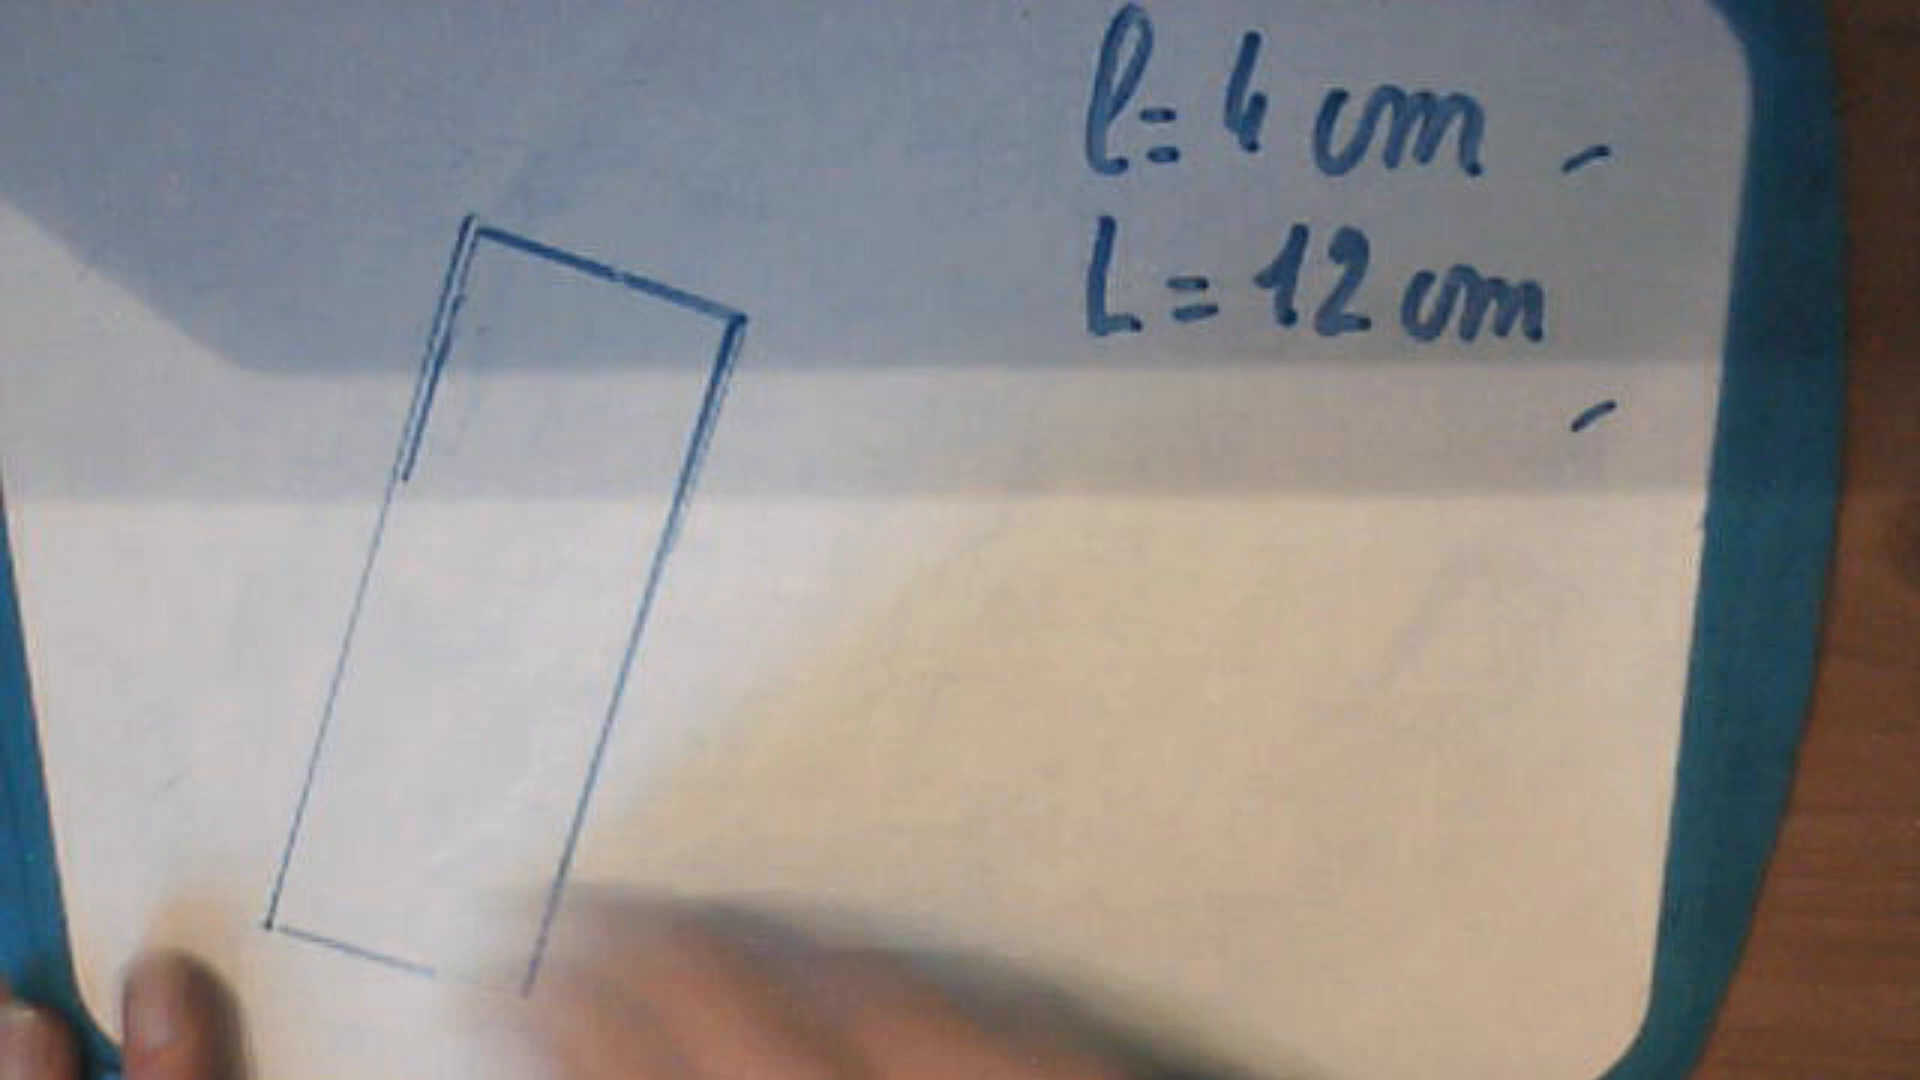 l = 4 cm
L = 12 cm